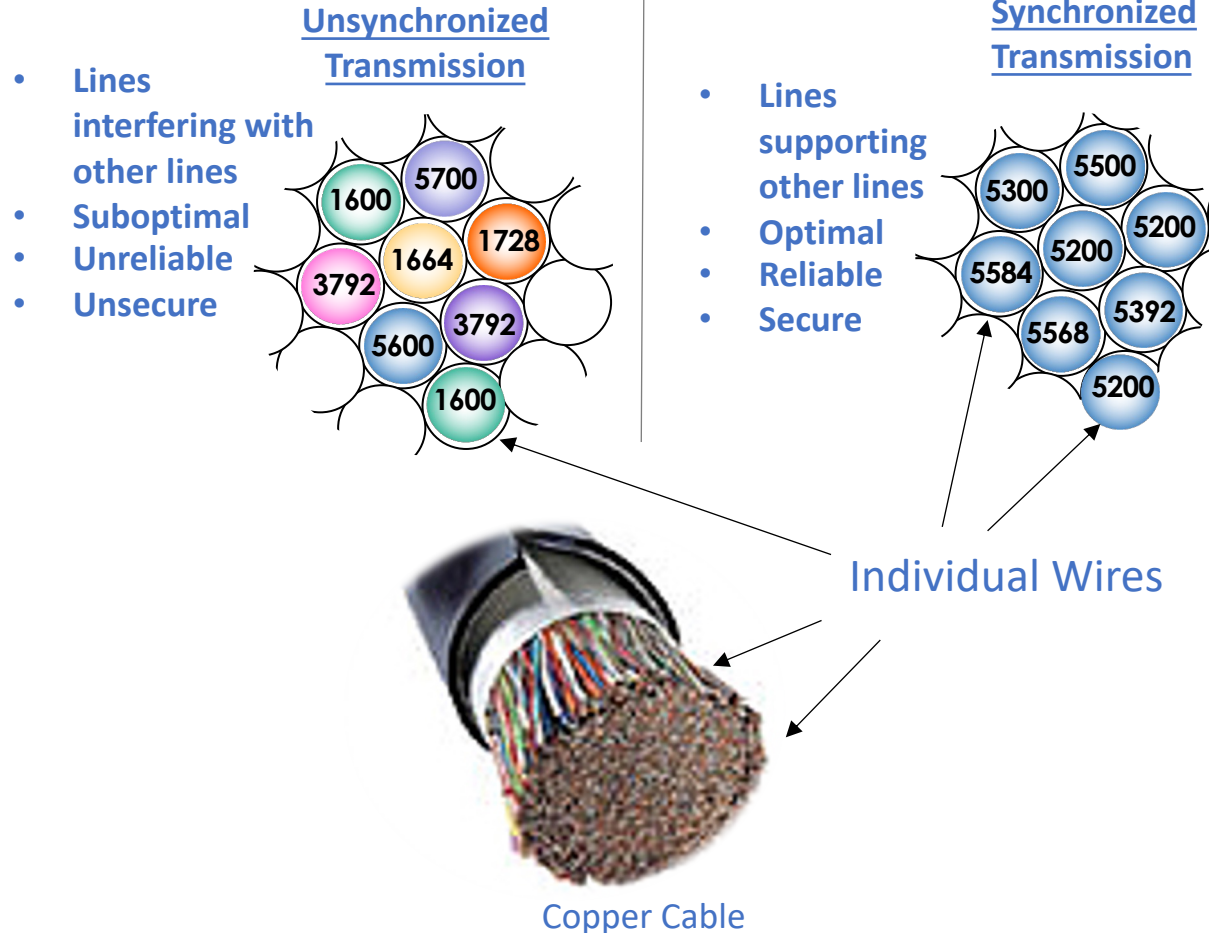 Unsynchronized
Transmission
• Lines
interfering with
other lines
• Suboptimal
• Unreliable
• Unsecure
1600
5700
1728
1664
3792
3792
5600
1600
Synchronized
Transmission
• Lines
supporting
other lines
• Optimal
• Reliable
• Secure
5500
5300
5200
5200
5584
5392
5568
5200
Individual Wires
Copper Cable